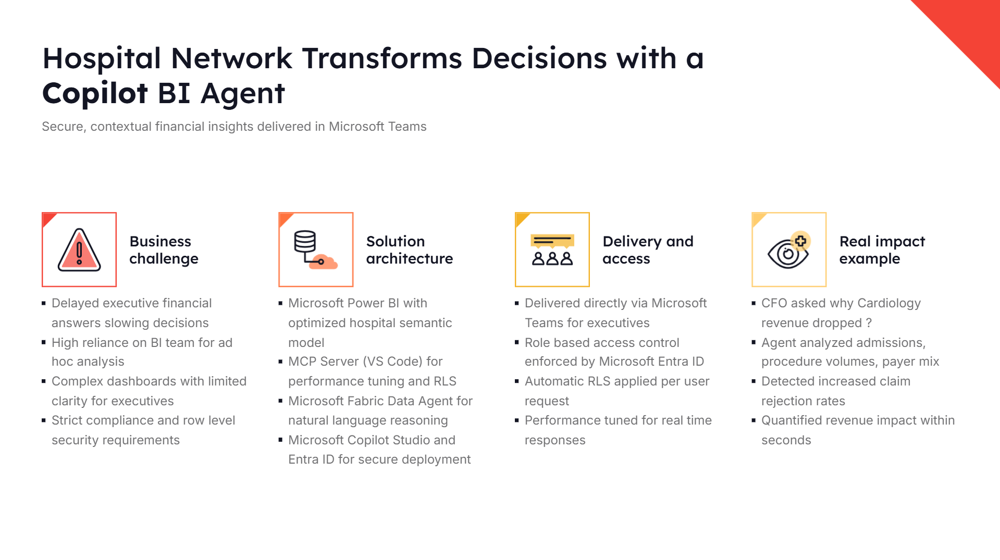 Hospital Network Transforms Decisions with a
Copilot BI Agent
Secure, contextual financial insights delivered in Microsoft Teams
Business
challenge
▪ Delayed executive financial
answers slowing decisions
▪ High reliance on BI team for ad
hoc analysis
▪ Complex dashboards with limited
clarity for executives
▪ Strict compliance and row level
security requirements
Solution
architecture
▪ Microsoft Power BI with
optimized hospital semantic
model
▪ MCP Server (VS Code) for
performance tuning and RLS
▪ Microsoft Fabric Data Agent for
natural language reasoning
▪ Microsoft Copilot Studio and
Entra ID for secure deployment
Delivery and
access
▪ Delivered directly via Microsoft
Teams for executives
▪ Role based access control
enforced by Microsoft Entra ID
▪ Automatic RLS applied per user
request
▪ Performance tuned for real time
responses
Real impact
example
▪ CFO asked why Cardiology
revenue dropped ?
▪ Agent analyzed admissions,
procedure volumes, payer mix
▪ Detected increased claim
rejection rates
▪ Quantified revenue impact within
seconds